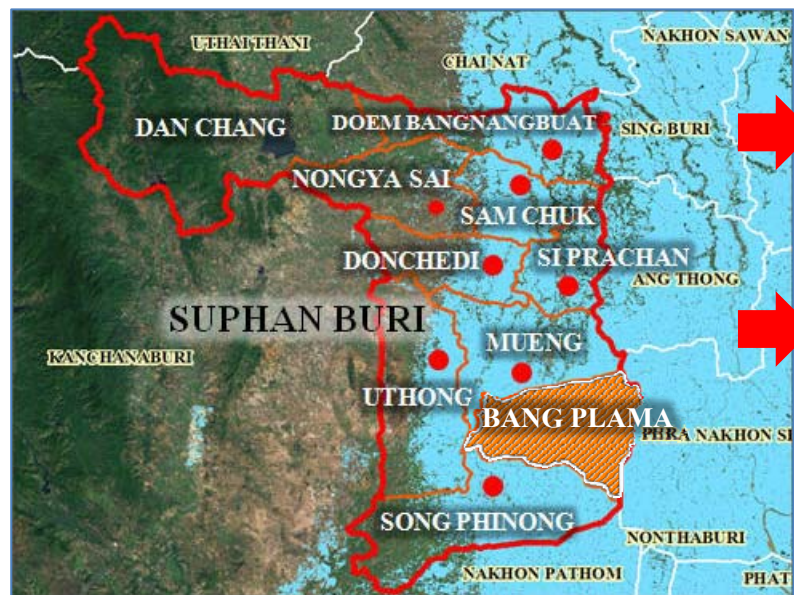 UTHAI THANI
NAKHON SAWAN
CHAI NAT
DAN CHANG
DOEM BANGNANGBUAT
SING BURI
NONGYA SAI
SAM CHUK
DONCHEDI
SI PRACHAN
ANG THONG
SUPHAN BURI
MUENG
KANCHANABURI
UTHONG
BANG PLAMA
PHRA NAKHON SI
SONG PHINONG
NONTHABURI
NAKHON PATHOM
PHAT